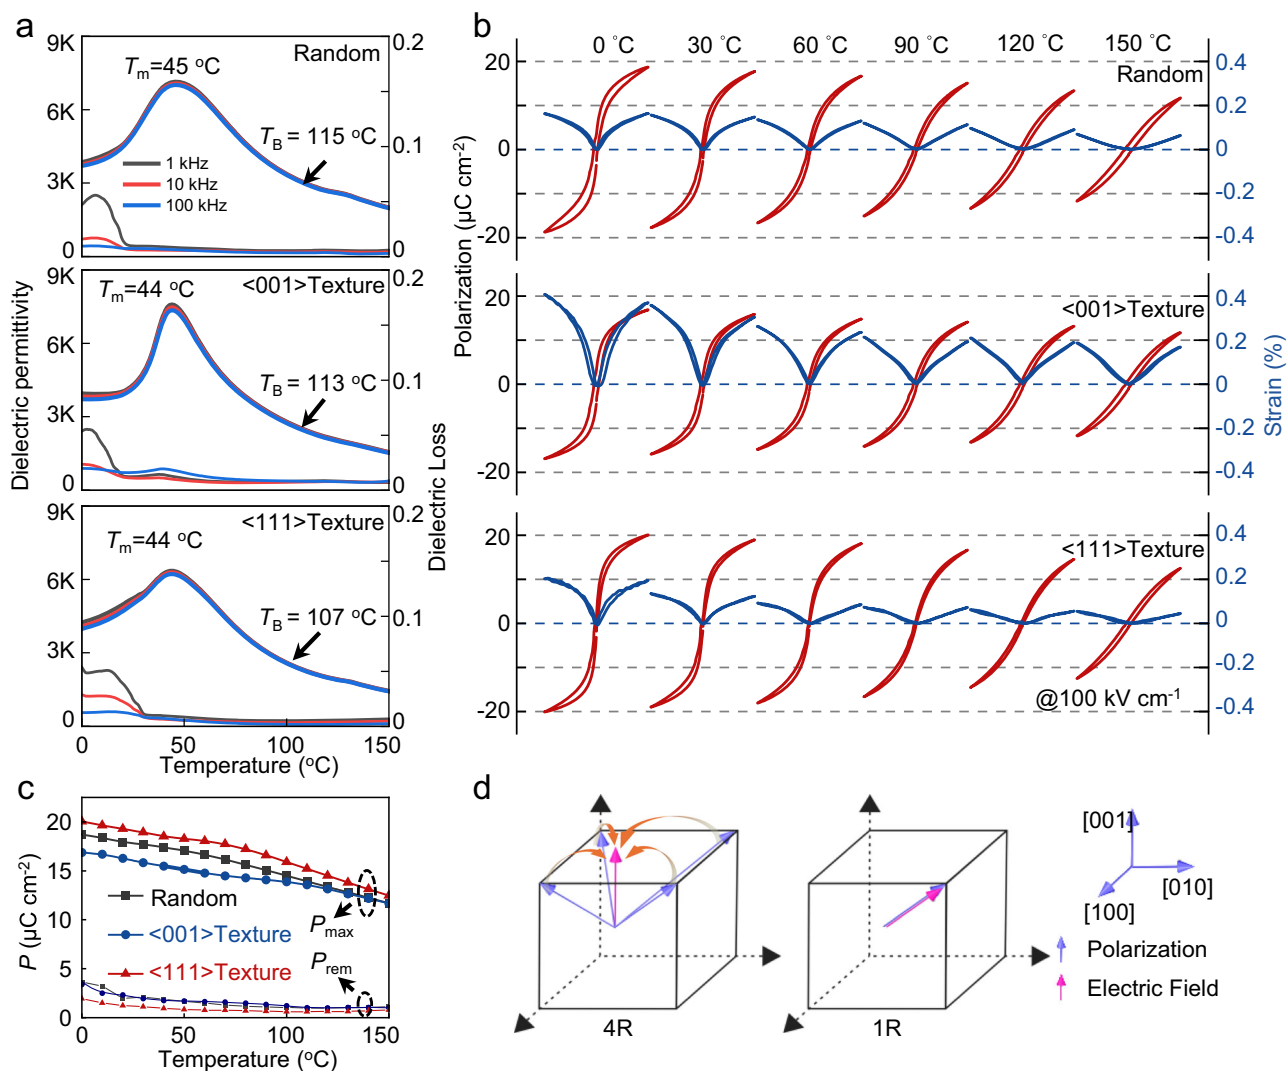 a
Dielectric permittivity
Dielectric Loss
9K
6K
3K
0
0.2
0.1
0
Random
Tm=45 °C
TB = 115 °C
1 kHz
10 kHz
100 kHz
9K
6K
3K
0
0.2
0.1
0
<001>Texture
Tm=44 °C
TB = 113 °C
9K
6K
3K
0
0.2
0.1
0
<111>Texture
Tm=44 °C
TB = 107 °C
0 50 100 150
Temperature (°C)
b
0 °C 30 °C 60 °C 90 °C 120 °C 150 °C
Polarization (µC cm-2)
Strain (%)
20
0
-20
0.4
0.2
0
-0.2
-0.4
Random
20
0
-20
0.4
0.2
0
-0.2
-0.4
<001>Texture
20
0
-20
0.4
0.2
0
-0.2
-0.4
<111>Texture
@100 kV cm-1
c
P (µC cm-2)
20
15
10
5
0
Random
<001>Texture
<111>Texture
Pmax
Prem
0 50 100 150
Temperature (°C)
d
4R
1R
[001]
[010]
[100]
Polarization
Electric Field